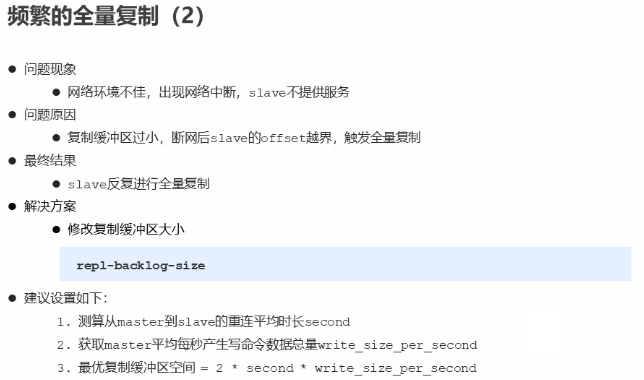 频繁的全量复制（2）
● 问题现象
● 网络环境不佳，出现网络中断，slave不提供服务
● 问题原因
● 复制缓冲区过小，断网后slave的offset越界，触发全量复制
● 最终结果
● slave反复进行全量复制
● 解决方案
● 修改复制缓冲区大小
repl-backlog-size
● 建议设置如下：
1. 测算从master到slave的重连平均时长second
2. 获取master平均每秒产生写命令数据总量write_size_per_second
3. 最优复制缓冲区空间 = 2 * second * write_size_per_second